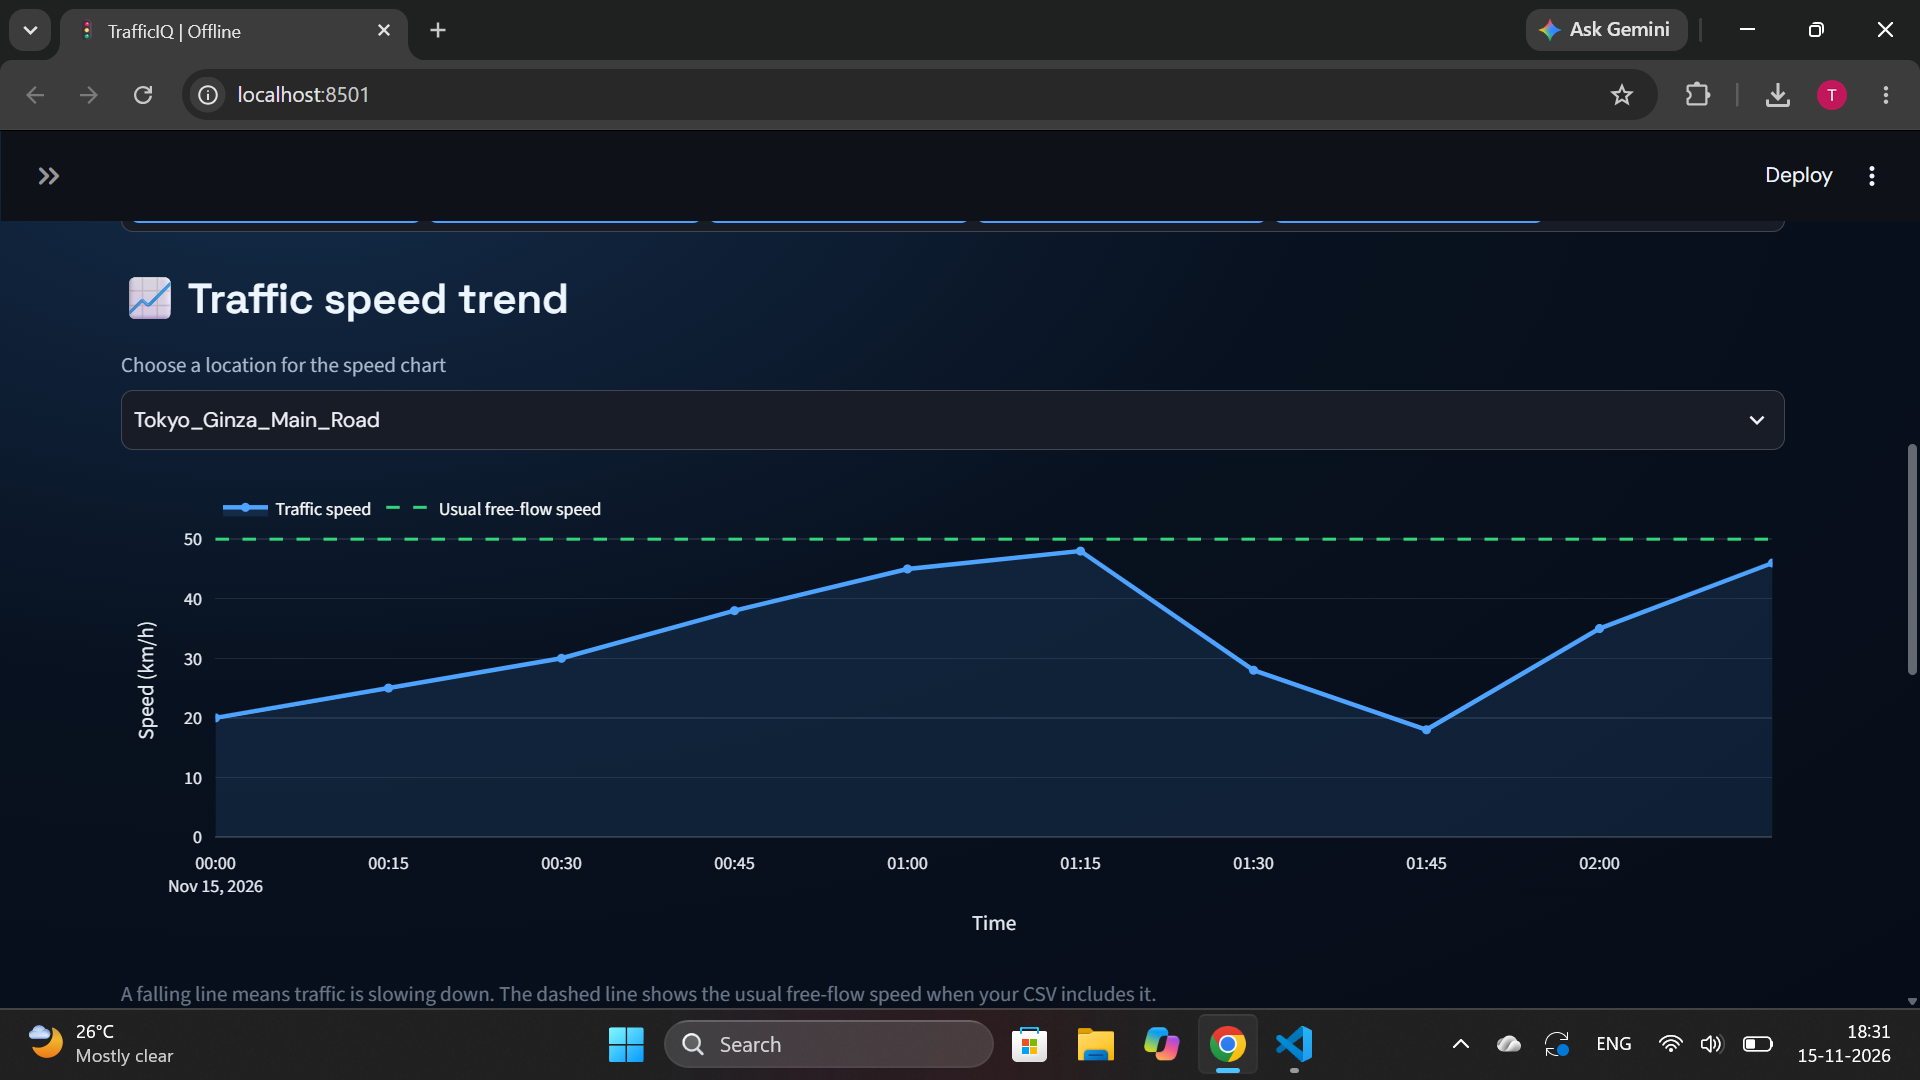 TrafficIQ | Offline
Ask Gemini
localhost:8501
T
Deploy
Traffic speed trend
Choose a location for the speed chart
Tokyo_Ginza_Main_Road
Traffic speed
Usual free-flow speed
50
40
30
20
10
0
Speed (km/h)
00:00 00:15 00:30 00:45 01:00 01:15 01:30 01:45 02:00
Nov 15, 2026
Time
A falling line means traffic is slowing down. The dashed line shows the usual free-flow speed when your CSV includes it.
26°C
Mostly clear
Search
ENG
18:31
15-11-2026